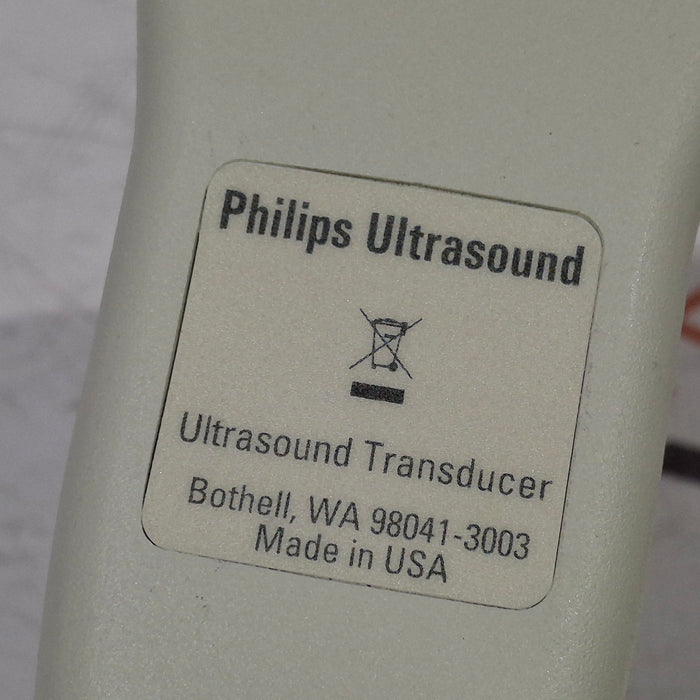 Philips Ultrasound
Ultrasound Transducer
Bothell, WA 98041-3003
Made in USA